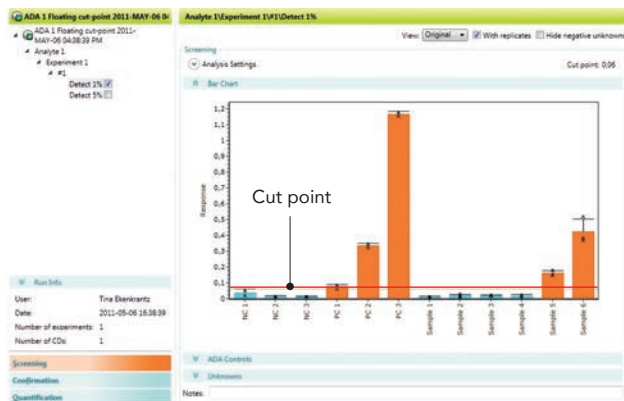 ADA 1 Floating cut-point 2011-MAY-06 04
ADA 1 Floating cut-point 2011-
MAY-06 04:38:39 PM
Analyte 1
Experiment 1
#1
Detect 1%
Detect 5%
Run Info
User: Tina Ekenkrantz
Date: 2011-05-06 16:38:39
Number of experiments: 1
Number of CDs: 1
Screening
Confirmation
Quantification
Analyte 1\Experiment 1\#1\Detect 1%
View: Original With replicates Hide negative unknowns
Screening
Analysis Settings Cut point: 0,06
Bar Chart
Response
1,2
1,1
1
0,9
0,8
0,7
0,6
0,5
0,4
0,3
0,2
0,1
0
Cut point
NC 1
NC 2
NC 3
PC 1
PC 2
PC 3
Sample 1
Sample 2
Sample 3
Sample 4
Sample 5
Sample 6
ADA Controls
Unknowns
Notes: